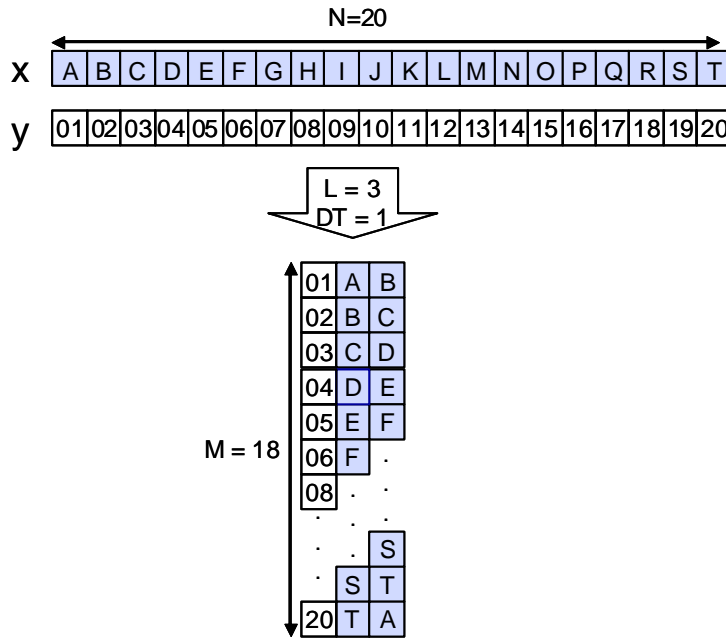 N=20
x A B C D E F G H I J K L M N O P Q R S T
y 01 02 03 04 05 06 07 08 09 10 11 12 13 14 15 16 17 18 19 20
L = 3
DT = 1
01 A B
02 B C
03 C D
04 D E
05 E F
M = 18
06 F .
08 . .
. . .
. . S
. S T
20 T A